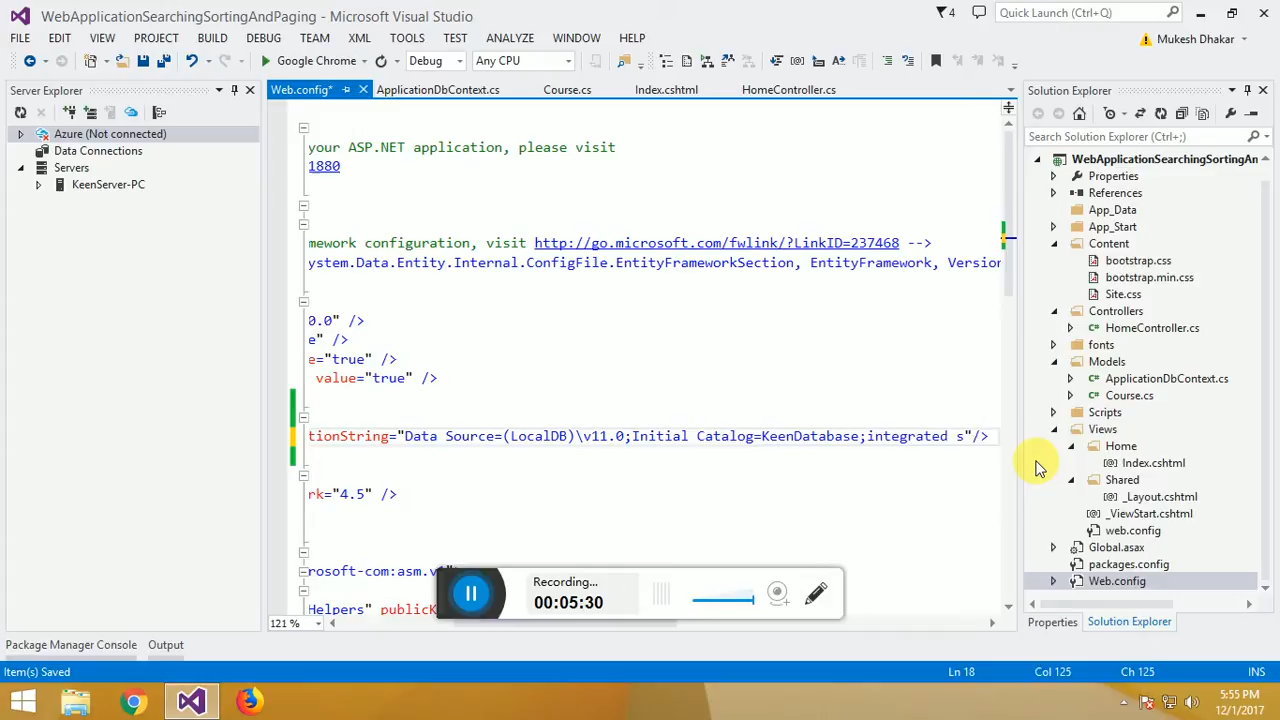 WebApplicationSearchingSortingAndPaging - Microsoft Visual Studio
4
Quick Launch (Ctrl+Q)
FILE EDIT VIEW PROJECT BUILD DEBUG TEAM XML TOOLS TEST ANALYZE WINDOW HELP
Mukesh Dhakar
Google Chrome
Debug
Any CPU
Server Explorer
Azure (Not connected)
Data Connections
Servers
KeenServer-PC
Web.config*
ApplicationDbContext.cs
Course.cs
Index.cshtml
HomeController.cs
your ASP.NET application, please visit
1880
mework configuration, visit http://go.microsoft.com/fwlink/?LinkID=237468 -->
ystem.Data.Entity.Internal.ConfigFile.EntityFrameworkSection, EntityFramework, Version
0.0" />
e" />
e="true" />
value="true" />
tionString="Data Source=(LocalDB)\v11.0;Initial Catalog=KeenDatabase;integrated s"/>
rk="4.5" />
rosoft-com:asm.v1"
Helpers" publicK
121 %
Recording...
00:05:30
Solution Explorer
Search Solution Explorer (Ctrl+;)
WebApplicationSearchingSortingAn
Properties
References
App_Data
App_Start
Content
bootstrap.css
bootstrap.min.css
Site.css
Controllers
HomeController.cs
fonts
Models
ApplicationDbContext.cs
Course.cs
Scripts
Views
Home
Index.cshtml
Shared
_Layout.cshtml
_ViewStart.cshtml
web.config
Global.asax
packages.config
Web.config
Properties
Solution Explorer
Package Manager Console
Output
Item(s) Saved
Ln 18
Col 125
Ch 125
INS
5:55 PM
12/1/2017